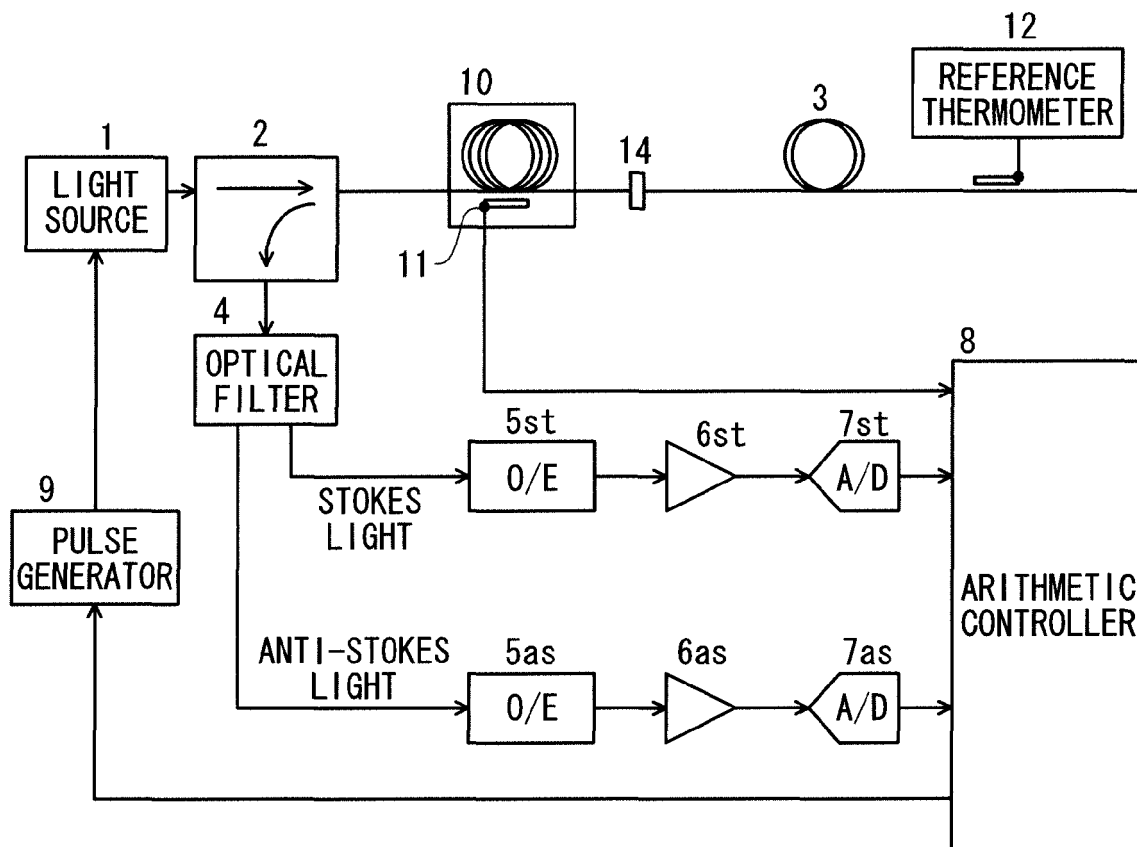 12
REFERENCE
THERMOMETER
10
3
1
2
14
LIGHT
SOURCE
11
4
8
OPTICAL
FILTER
5st
6st
7st
O/E
A/D
STOKES
LIGHT
9
PULSE
GENERATOR
ARITHMETIC
CONTROLLER
ANTI-STOKES
LIGHT
5as
6as
7as
O/E
A/D